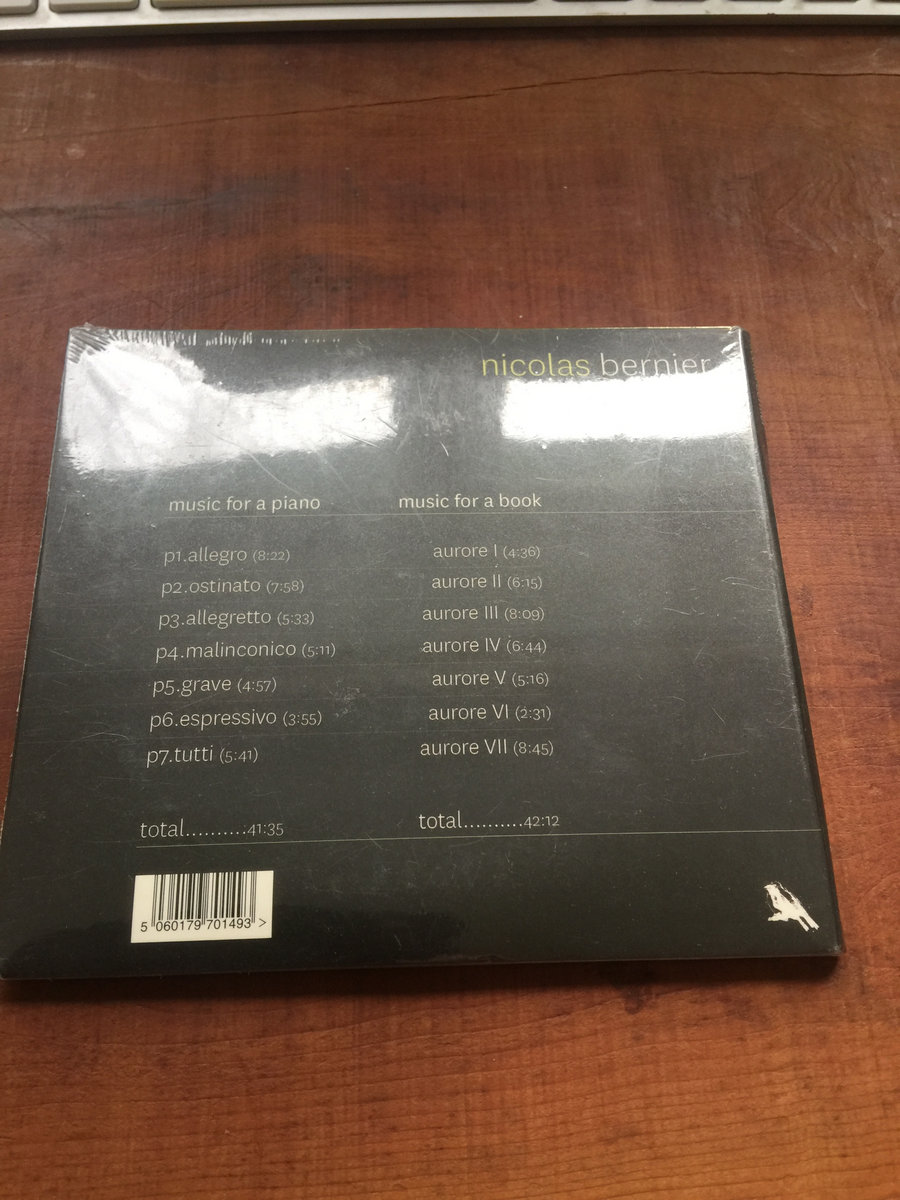 nicolas bernier
music for a piano
p1.allegro (8:22)
p2.ostinato (7:58)
p3.allegretto (5:33)
p4.malinconico (5:11)
p5.grave (4:57)
p6.espressivo (3:55)
p7.tutti (5:41)
total..........41:35
music for a book
aurore I (4:36)
aurore II (6:15)
aurore III (8:09)
aurore IV (6:44)
aurore V (5:16)
aurore VI (2:31)
aurore VII (8:45)
total..........42:12
5 060179 701493 >